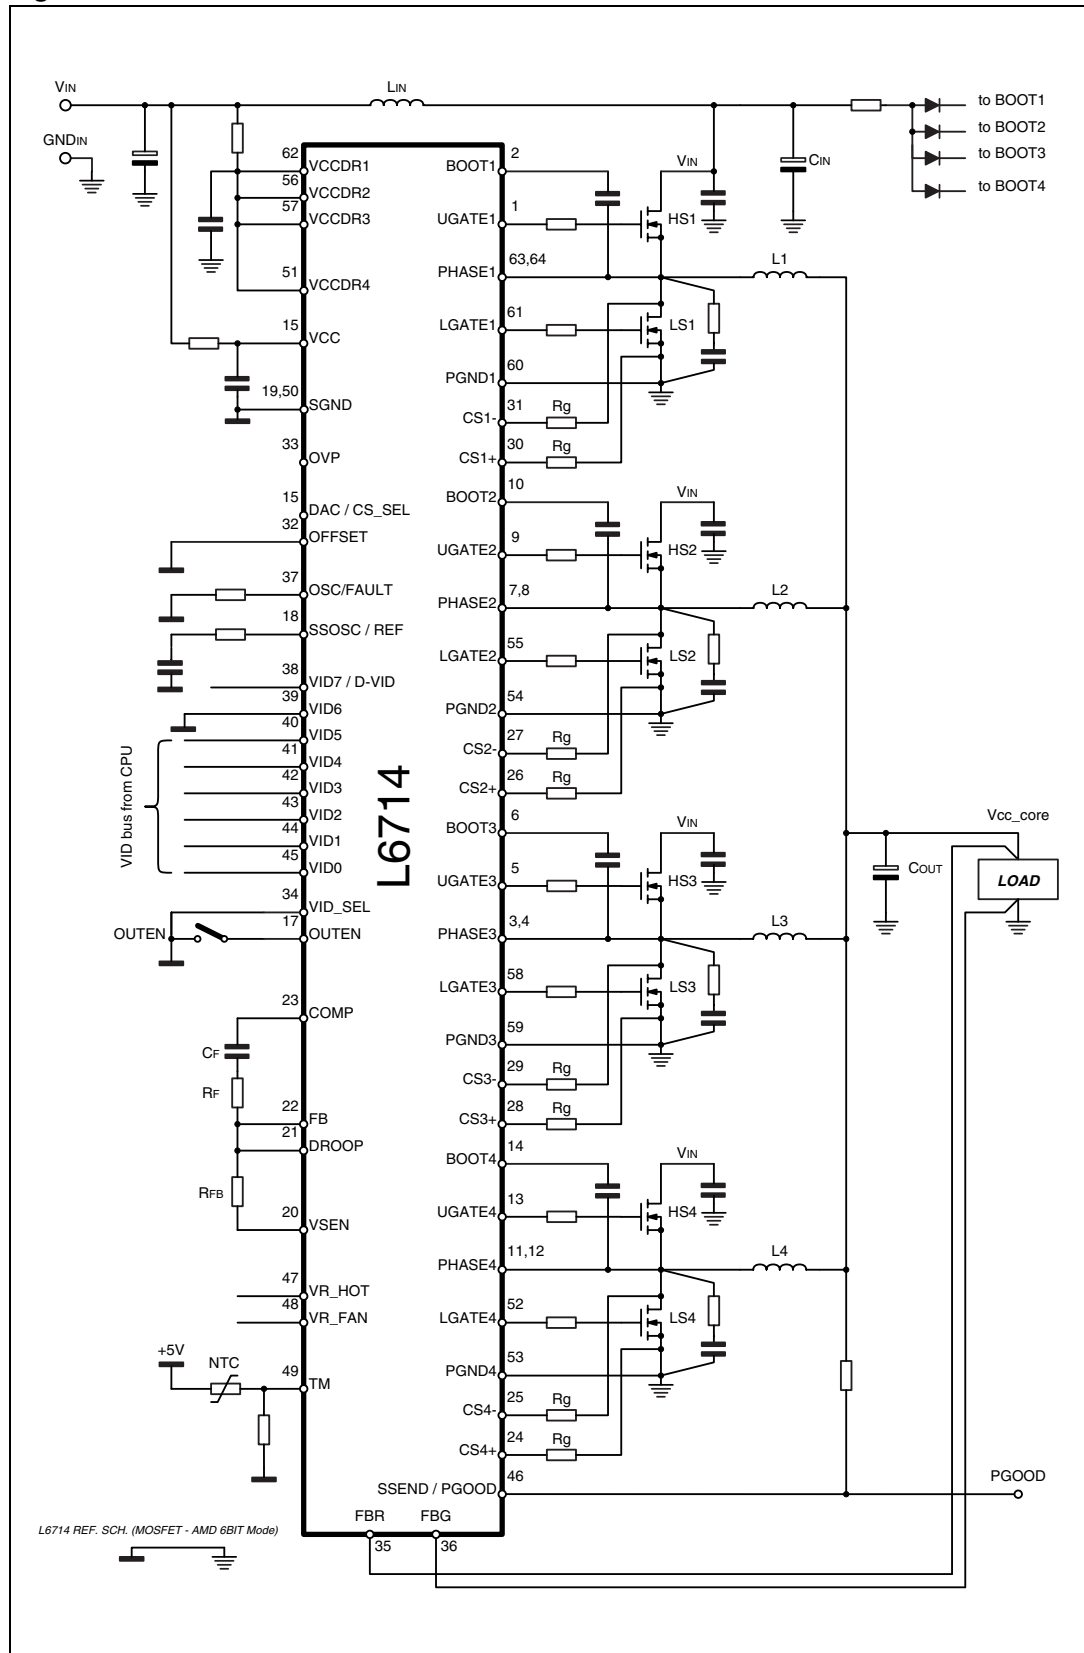 VIN
LIN
to BOOT1
to BOOT2
to BOOT3
to BOOT4
GNDIN
CIN
62
VCCDR1
56
VCCDR2
57
VCCDR3
51
VCCDR4
15
VCC
19,50
SGND
33
OVP
15
DAC / CS_SEL
32
OFFSET
37
OSC/FAULT
18
SSOSC / REF
38
VID7 / D-VID
39
VID6
40
VID5
41
VID4
42
VID3
43
VID2
44
VID1
45
VID0
VID bus from CPU
34
VID_SEL
17
OUTEN
OUTEN
23
COMP
CF
RF
22
FB
21
DROOP
RFB
20
VSEN
47
VR_HOT
48
VR_FAN
+5V
NTC
49
TM
L6714
BOOT1
2
VIN
UGATE1
1
HS1
PHASE1
63,64
L1
LGATE1
61
LS1
PGND1
60
CS1-
31
Rg
CS1+
30
Rg
BOOT2
10
VIN
UGATE2
9
HS2
PHASE2
7,8
L2
LGATE2
55
LS2
PGND2
54
CS2-
27
Rg
CS2+
26
Rg
BOOT3
6
VIN
UGATE3
5
HS3
PHASE3
3,4
L3
LGATE3
58
LS3
PGND3
59
CS3-
29
Rg
CS3+
28
Rg
BOOT4
14
VIN
UGATE4
13
HS4
PHASE4
11,12
L4
LGATE4
52
LS4
PGND4
53
CS4-
25
Rg
CS4+
24
Rg
SSEND / PGOOD
46
PGOOD
Vcc_core
COUT
LOAD
FBR
FBG
35
36
L6714 REF. SCH. (MOSFET - AMD 6BIT Mode)